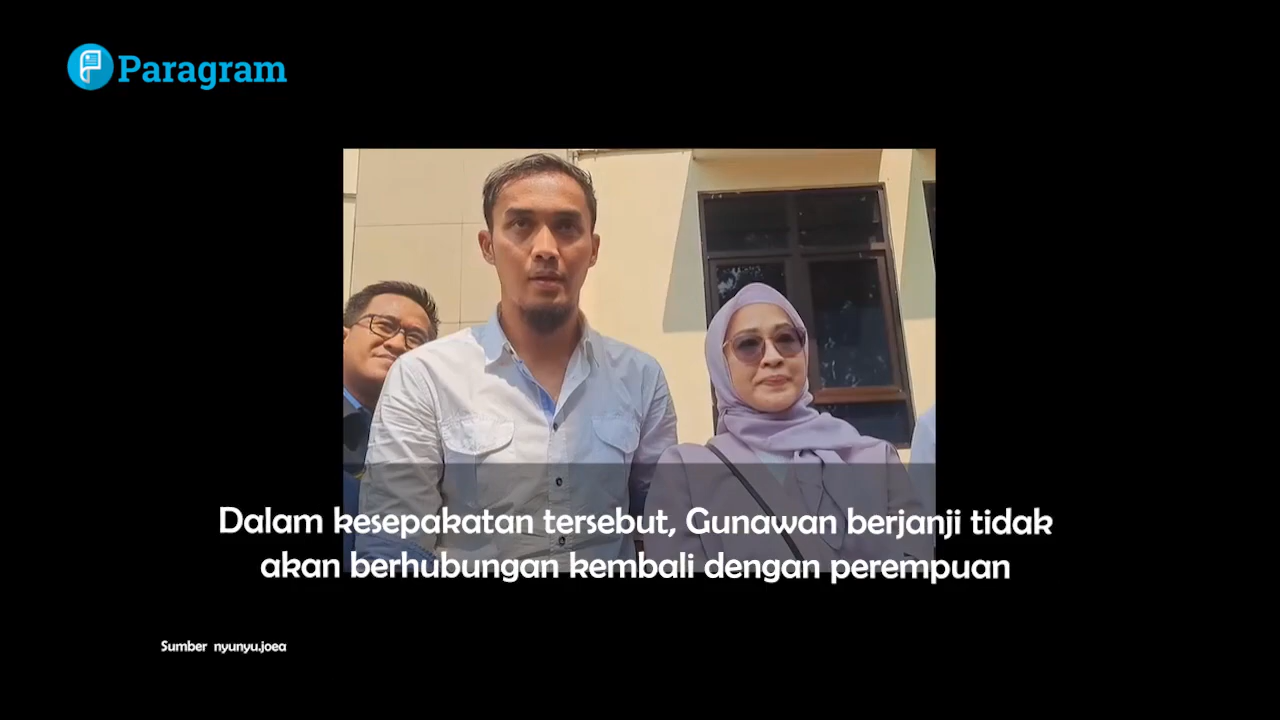 Paragram
Dalam kesepakatan tersebut, Gunawan berjanji tidak
akan berhubungan kembali dengan perempuan
Sumber nyunyu.joea